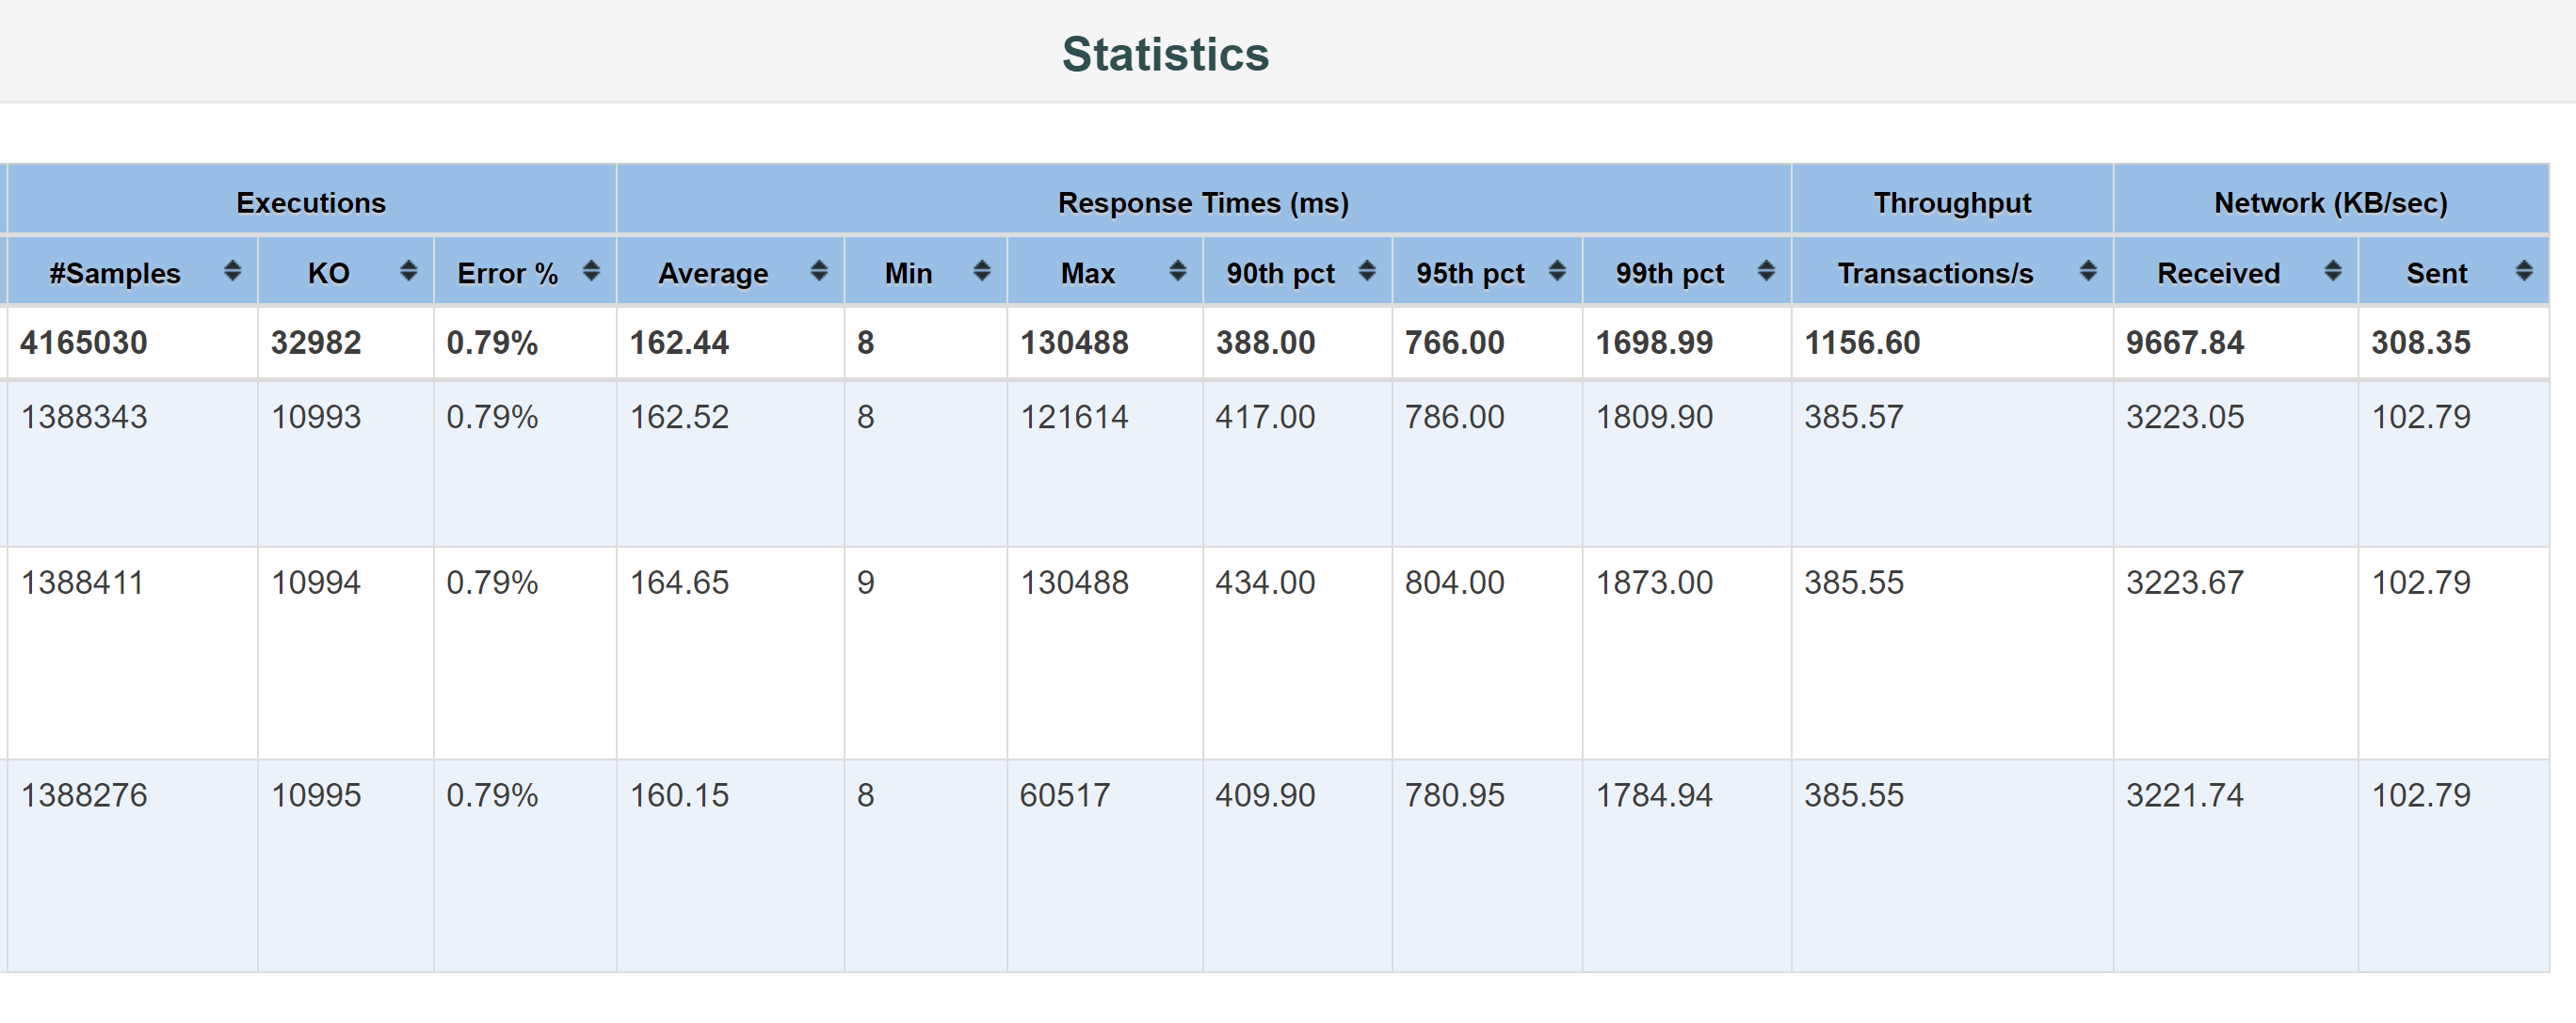 Statistics
Executions Response Times (ms) Throughput Network (KB/sec)
#Samples KO Error % Average Min Max 90th pct 95th pct 99th pct Transactions/s Received Sent
4165030 32982 0.79% 162.44 8 130488 388.00 766.00 1698.99 1156.60 9667.84 308.35
1388343 10993 0.79% 162.52 8 121614 417.00 786.00 1809.90 385.57 3223.05 102.79
1388411 10994 0.79% 164.65 9 130488 434.00 804.00 1873.00 385.55 3223.67 102.79
1388276 10995 0.79% 160.15 8 60517 409.90 780.95 1784.94 385.55 3221.74 102.79